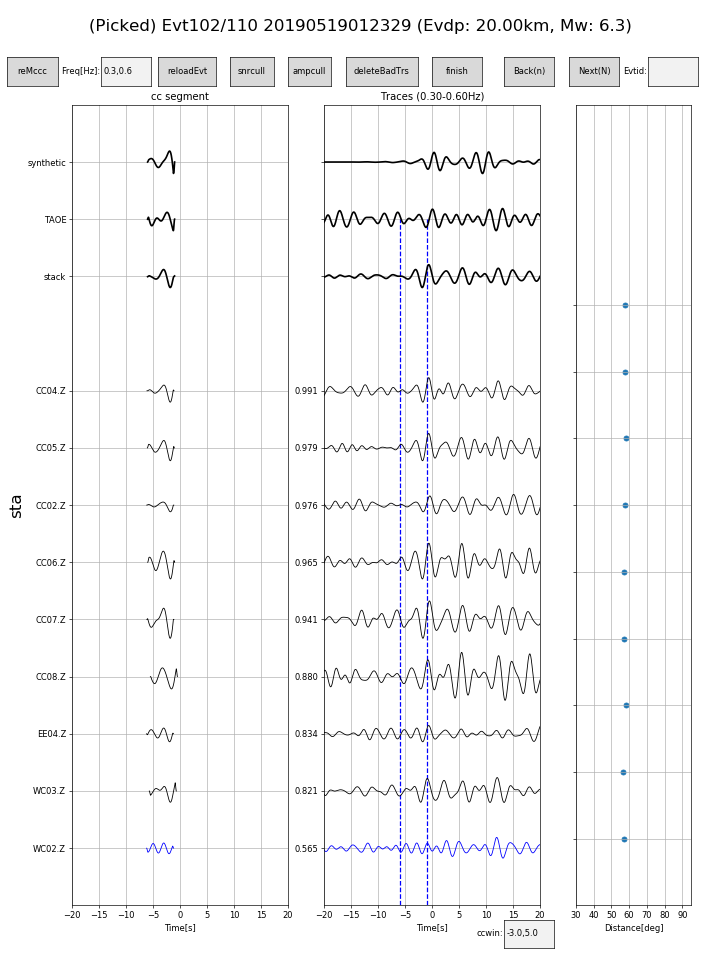 (Picked) Evt102/110 20190519012329 (Evdp: 20.00km, Mw: 6.3)
reMccc Freq[Hz]: 0.3,0.6 reloadEvt snrcull ampcull deleteBadTrs finish Back(n) Next(N) Evtid:
cc segment Traces (0.30-0.60Hz)
synthetic
TAOE
stack
CC04.Z 0.991
CC05.Z 0.979
sta
CC02.Z 0.976
CC06.Z 0.965
CC07.Z 0.941
CC08.Z 0.880
EE04.Z 0.834
WC03.Z 0.821
WC02.Z 0.565
−20 −15 −10 −5 0 5 10 15 20 −20 −15 −10 −5 0 5 10 15 20 30 40 50 60 70 80 90
Time[s] Time[s] Distance[deg]
ccwin: -3.0,5.0